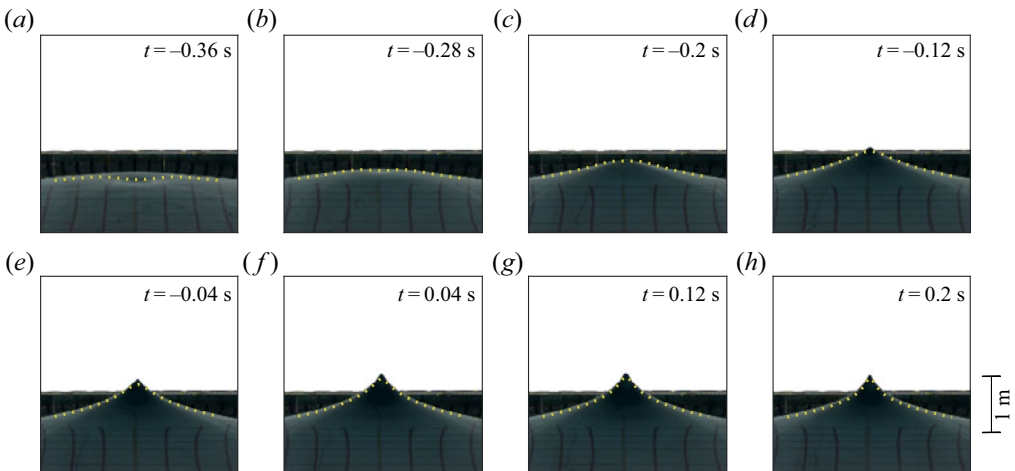 (a)
t = –0.36 s
(b)
t = –0.28 s
(c)
t = –0.2 s
(d)
t = –0.12 s
(e)
t = –0.04 s
(f)
t = 0.04 s
(g)
t = 0.12 s
(h)
t = 0.2 s
1 m